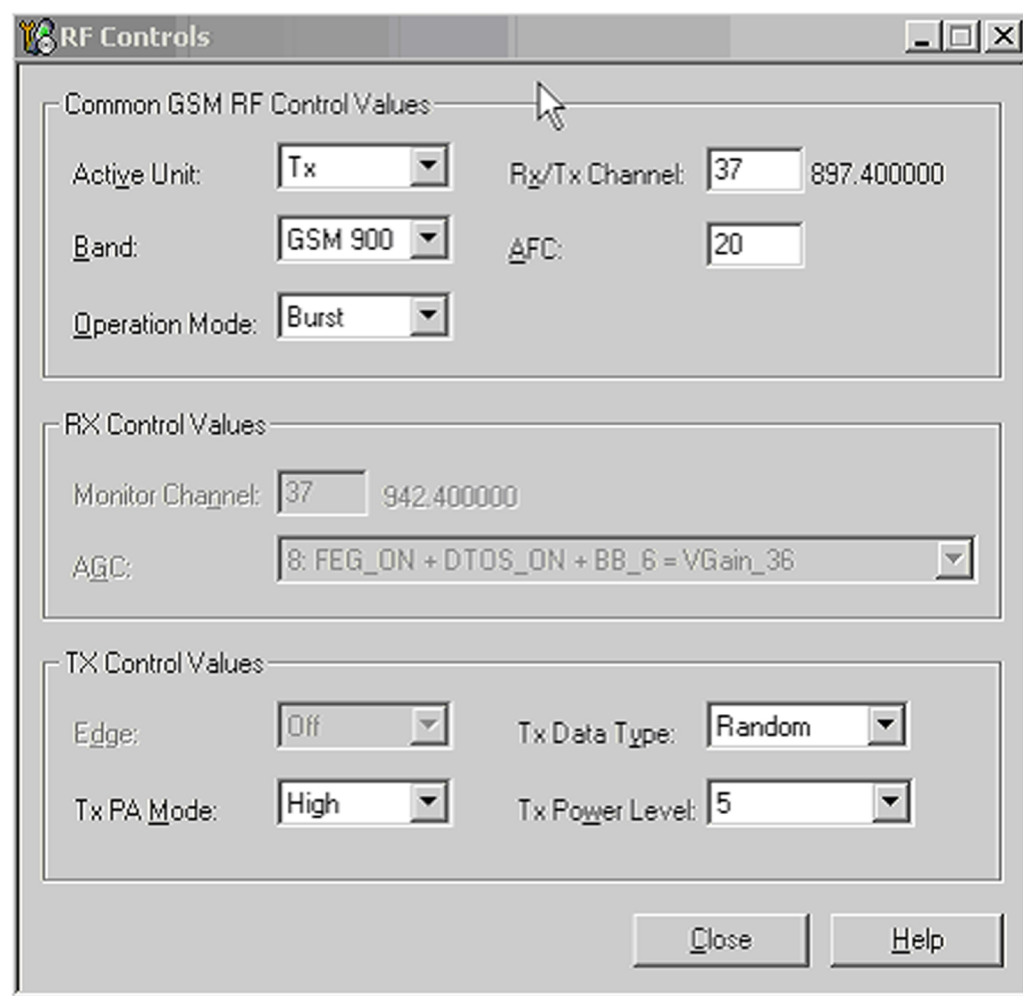 RF Controls
Common GSM RF Control Values
Active Unit: Tx Rx/Tx Channel: 37 897.400000
Band: GSM 900 AFC: 20
Operation Mode: Burst
RX Control Values
Monitor Channel: 37 942.400000
AGC: 8: FEG_ON + DTOS_ON + BB_6 = VGain_36
TX Control Values
Edge: Off Tx Data Type: Random
Tx PA Mode: High Tx Power Level: 5
Close Help